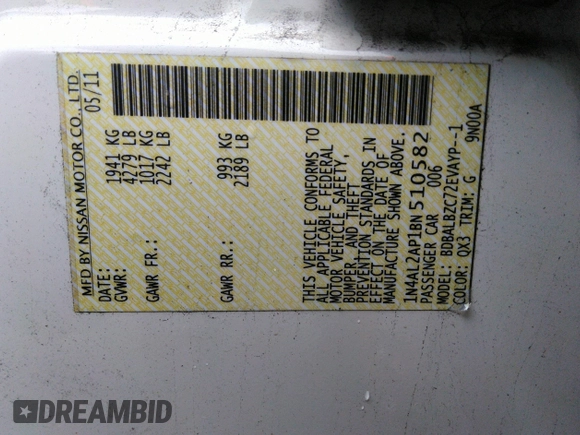 MFD BY NISSAN MOTOR CO., LTD.
DATE: 05/11
GVWR: 1941 KG
4279 LB
GAWR FR.: 1017 KG
2242 LB
GAWR RR.: 993 KG
2189 LB
THIS VEHICLE CONFORMS TO
ALL APPLICABLE FEDERAL
MOTOR VEHICLE SAFETY,
BUMPER, AND THEFT
PREVENTION STANDARDS IN
EFFECT ON THE DATE OF
MANUFACTURE SHOWN ABOVE.
1N4AL2AP1BN510582
PASSENGER CAR 006
MODEL: BDBALBZC72EVAYP--1
COLOR: QX3 TRIM: G 9N00A
DREAMBID